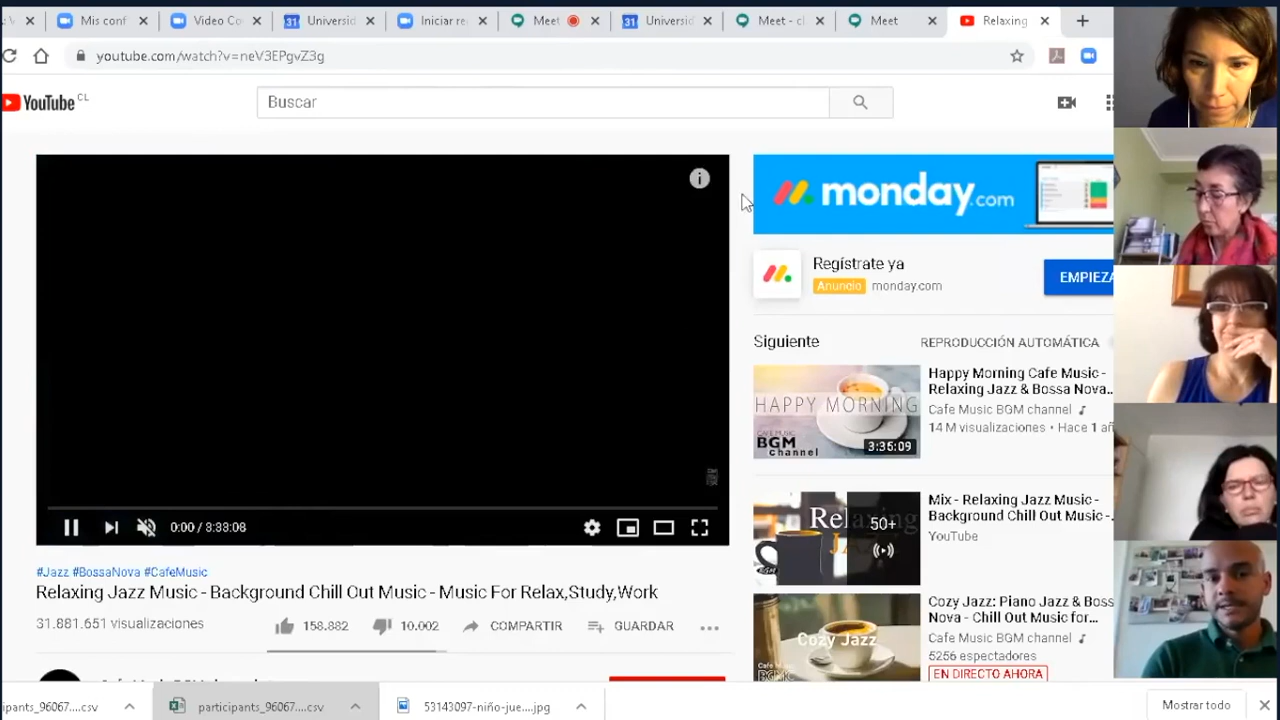 Mis conf
Video Co
Universid
Iniciar re
Meet
Universid
Meet - cl
Meet
Relaxing
youtube.com/watch?v=neV3EPgvZ3g
YouTube CL
Buscar
monday.com
Regístrate ya
Anuncio monday.com
EMPIEZA
Siguiente
REPRODUCCIÓN AUTOMÁTICA
HAPPY MORNING
CAFE MUSIC
BGM
channel
3:35:09
Happy Morning Cafe Music -
Relaxing Jazz & Bossa Nova...
Cafe Music BGM channel
14 M visualizaciones • Hace 1 añ
Relaxing
50+
Mix - Relaxing Jazz Music -
Background Chill Out Music -...
YouTube
0:00 / 3:33:08
#Jazz #BossaNova #CafeMusic
Relaxing Jazz Music - Background Chill Out Music - Music For Relax,Study,Work
31.881.651 visualizaciones
158.882
10.002
COMPARTIR
GUARDAR
Cozy Jazz
Cozy Jazz: Piano Jazz & Boss
Nova - Chill Out Music for...
Cafe Music BGM channel
5256 espectadores
EN DIRECTO AHORA
ipants_96067....csv
participants_96067....csv
53143097-niño-jue....jpg
Mostrar todo